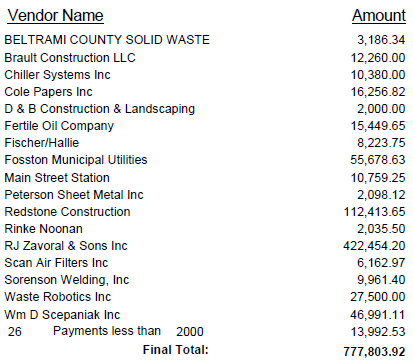 Vendor Name Amount
BELTRAMI COUNTY SOLID WASTE 3,186.34
Brault Construction LLC 12,260.00
Chiller Systems Inc 10,380.00
Cole Papers Inc 16,256.82
D & B Construction & Landscaping 2,000.00
Fertile Oil Company 15,449.65
Fischer/Hallie 8,223.75
Fosston Municipal Utilities 55,678.63
Main Street Station 10,759.25
Peterson Sheet Metal Inc 2,098.12
Redstone Construction 112,413.65
Rinke Noonan 2,035.50
RJ Zavoral & Sons Inc 422,454.20
Scan Air Filters Inc 6,162.97
Sorenson Welding, Inc 9,961.40
Waste Robotics Inc 27,500.00
Wm D Scepaniak Inc 46,991.11
26 Payments less than 2000 13,992.53
Final Total: 777,803.92